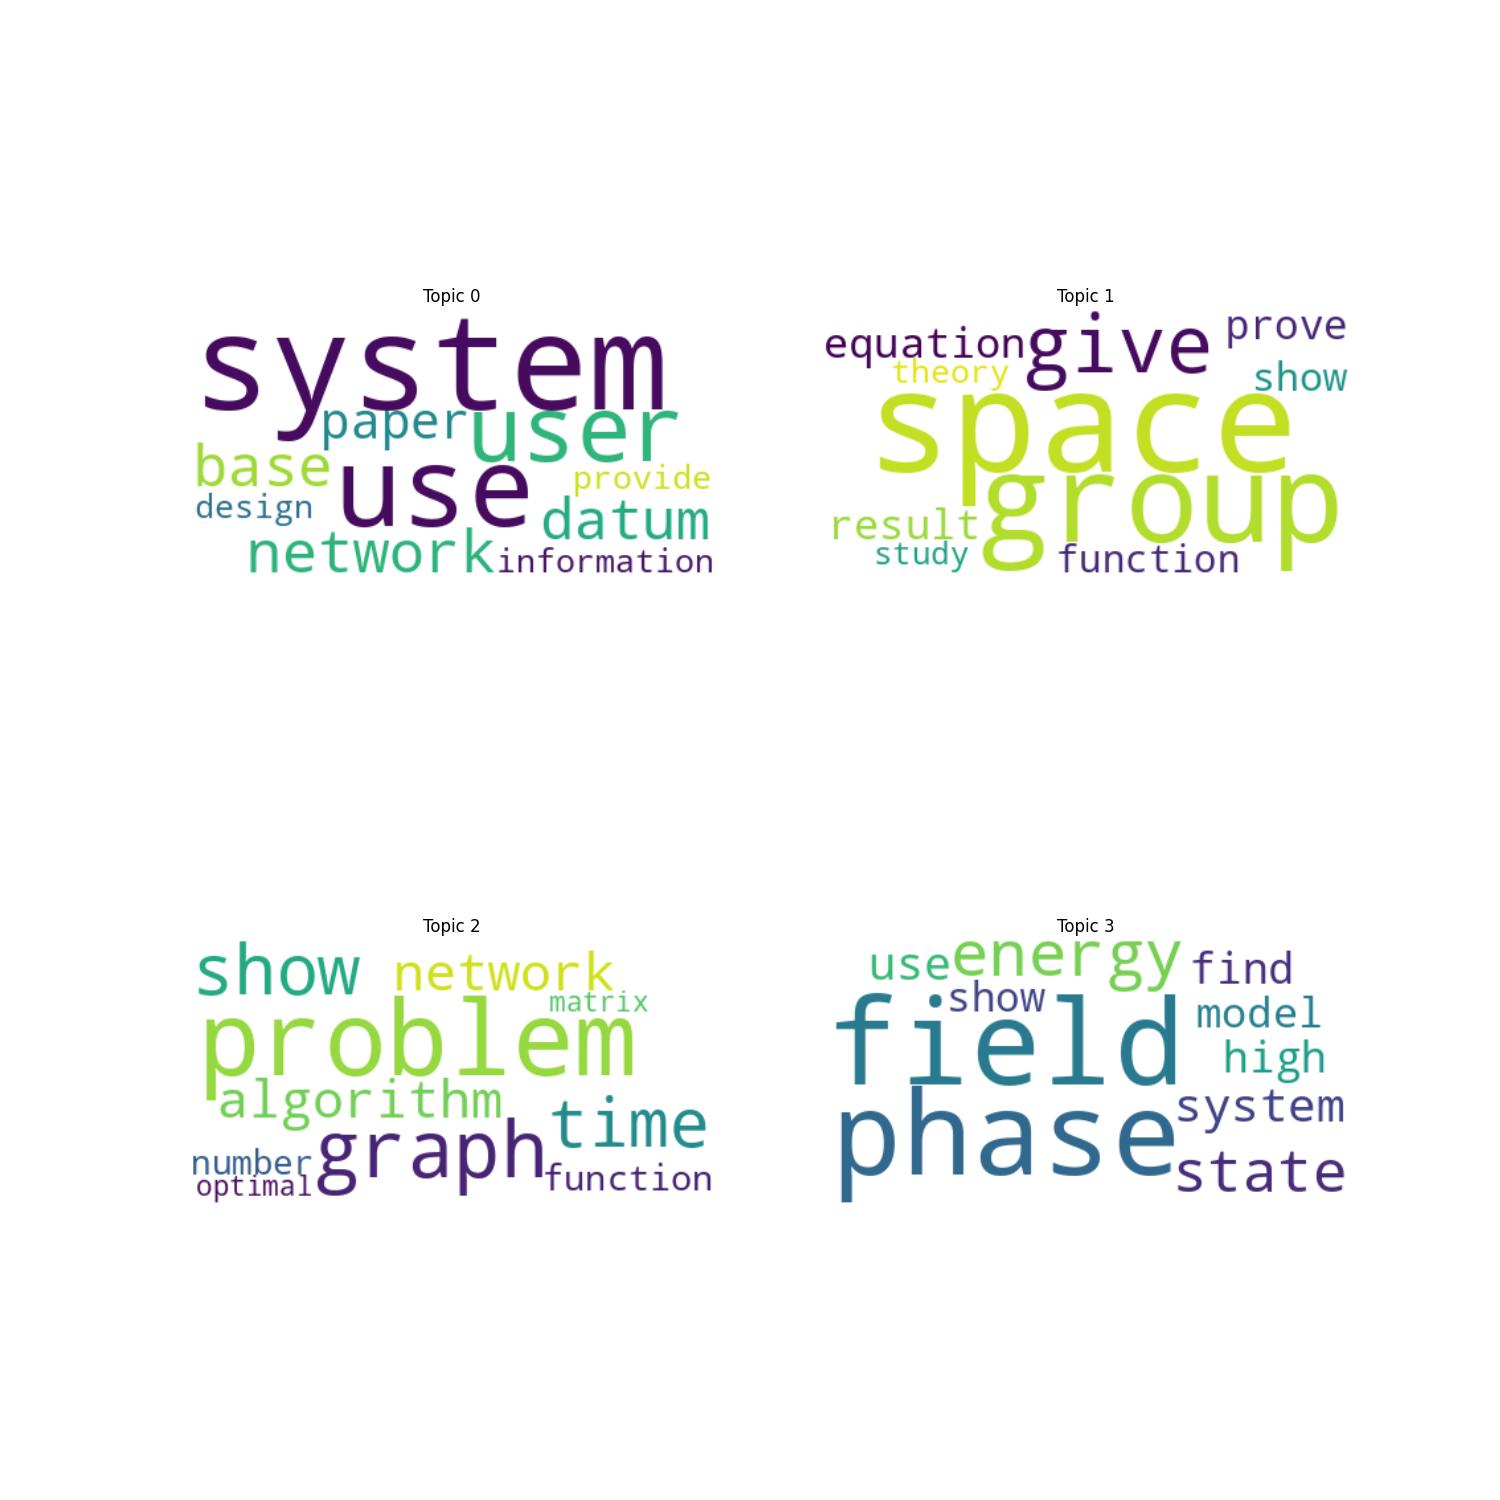 Topic 0
system
paper user
base use provide
design datum
network information
Topic 1
equation give prove
theory show
space
group
result
study function
Topic 2
show network
matrix
problem
algorithm time
number graph function
optimal
Topic 3
use energy find
show model
field high
phase system
state